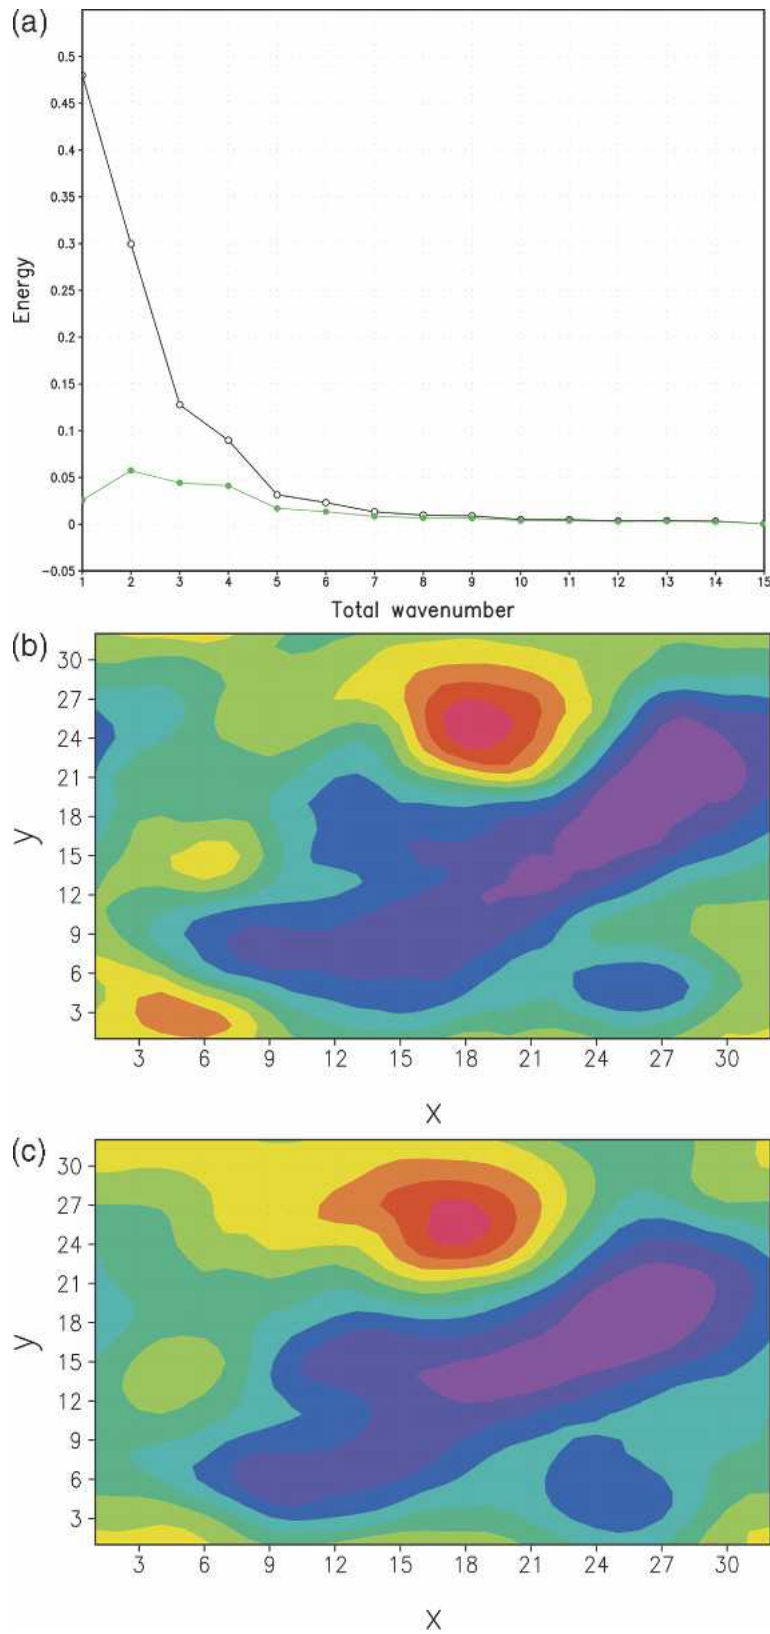 (a)
0.5
0.45
0.4
0.35
0.3
0.25
0.2
0.15
0.1
0.05
0
-0.05
Energy
1 2 3 4 5 6 7 8 9 10 11 12 13 14 15
Total wavenumber
(b)
30
27
24
21
18
15
12
9
6
3
y
3 6 9 12 15 18 21 24 27 30
X
(c)
30
27
24
21
18
15
12
9
6
3
y
3 6 9 12 15 18 21 24 27 30
X